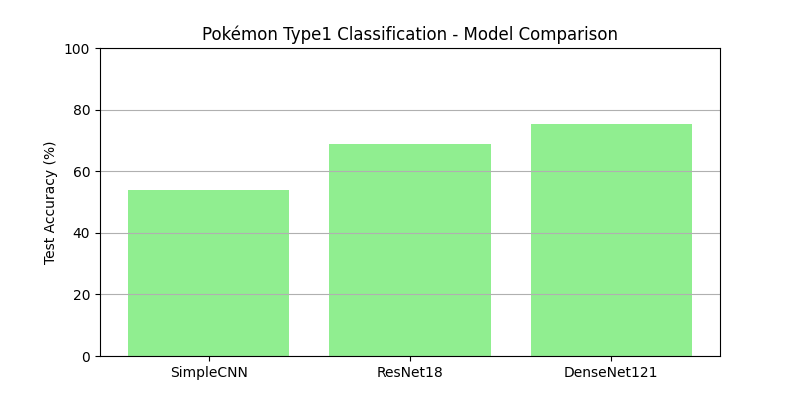 Pokémon Type1 Classification - Model Comparison
100
80
60
40
20
0
Test Accuracy (%)
SimpleCNN
ResNet18
DenseNet121